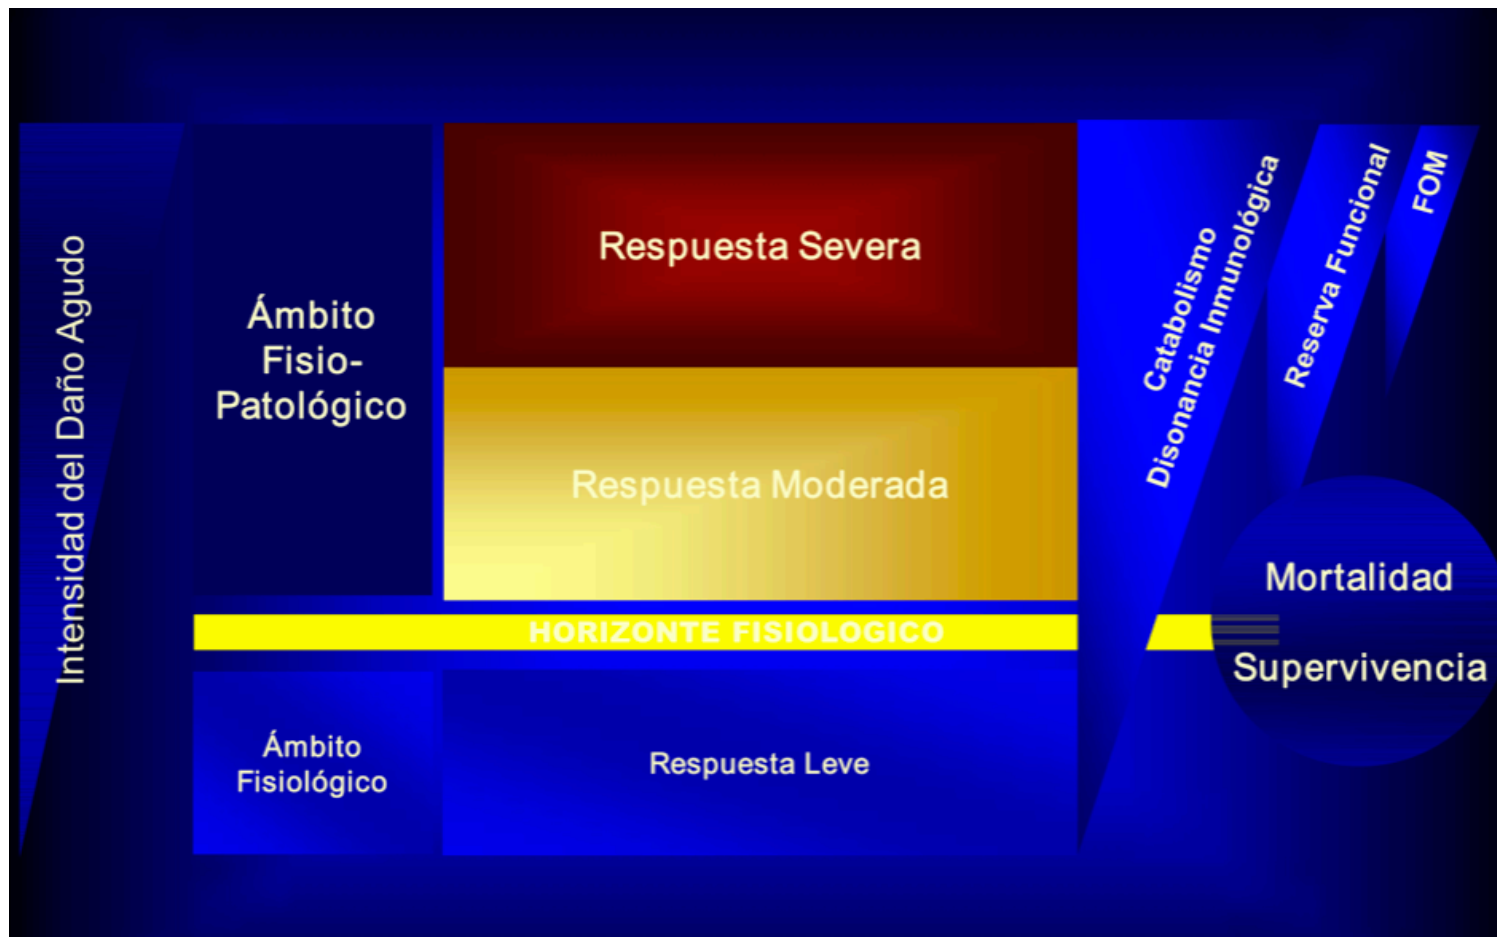 Intensidad del Daño Agudo
Ámbito
Fisio-
Patológico
Respuesta Severa
Respuesta Moderada
HORIZONTE FISIOLOGICO
Ámbito
Fisiológico
Respuesta Leve
Catabolismo
Disonancia Inmunológica
Reserva Funcional
FOM
Mortalidad
Supervivencia